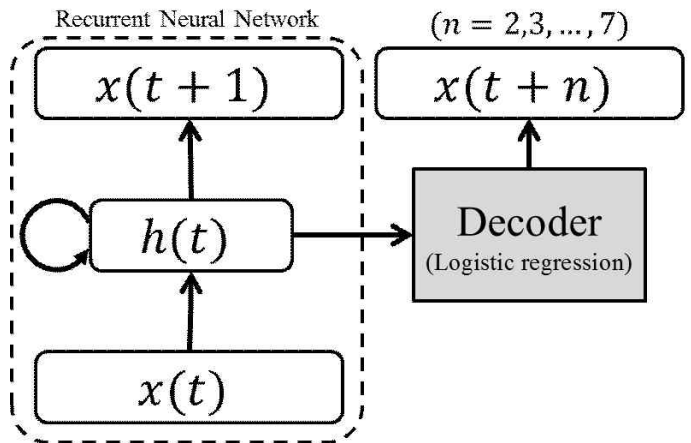 Recurrent Neural Network
(n = 2,3, ..., 7)
x(t + 1)
x(t + n)
h(t)
Decoder
(Logistic regression)
x(t)